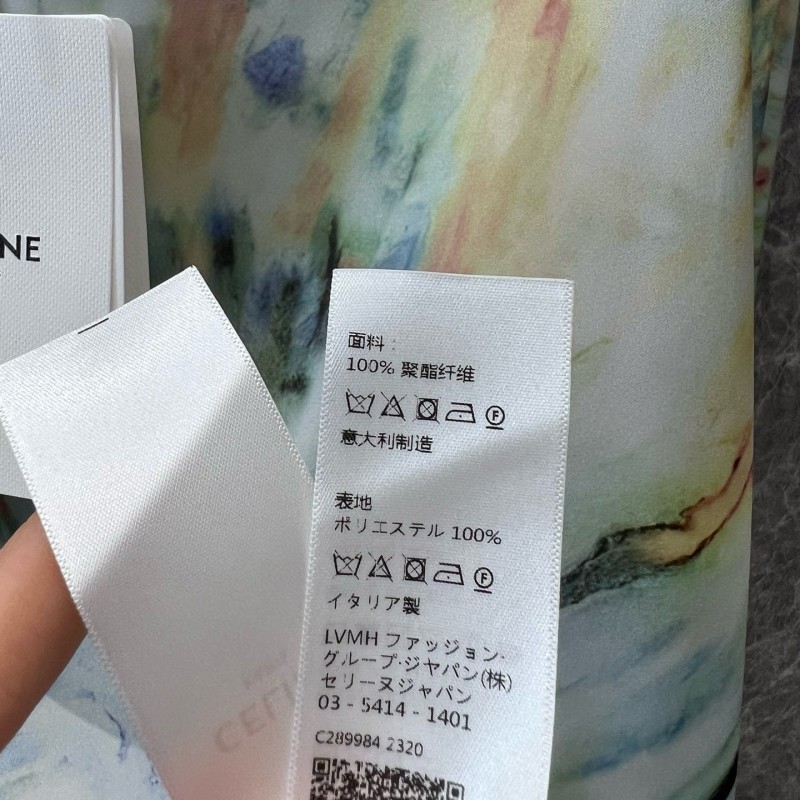 NE
面料：
100% 聚酯纤维
意大利制造
表地
ポリエステル 100%
イタリア製
LVMH ファッション·
グループ·ジャパン(株)
セリーヌジャパン
03 - 5414 - 1401
C289984 2320
CELI